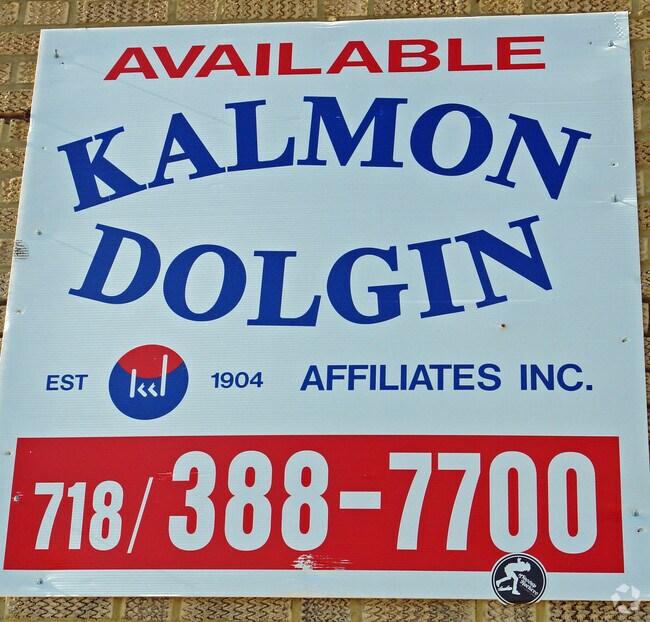 AVAILABLE
KALMON
DOLGIN
EST 1904 AFFILIATES INC.
718/388-7700